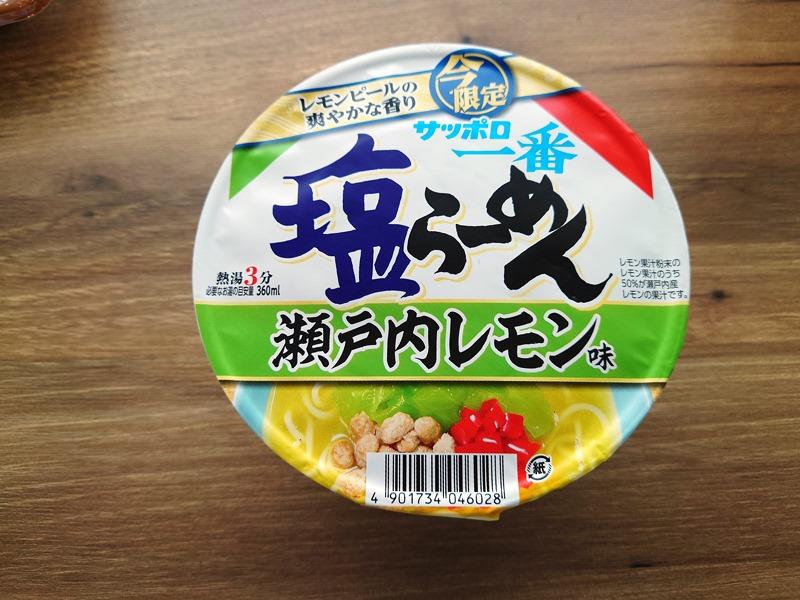 レモンピールの
爽やかな香り
今
限定
サッポロ
一番
塩らーめん
熱湯3分
必要なお湯の目安量 360ml
レモン果汁粉末の
レモン果汁のうち
50%が瀬戸内産
レモンの果汁です。
瀬戸内レモン味
4 901734 046028
紙